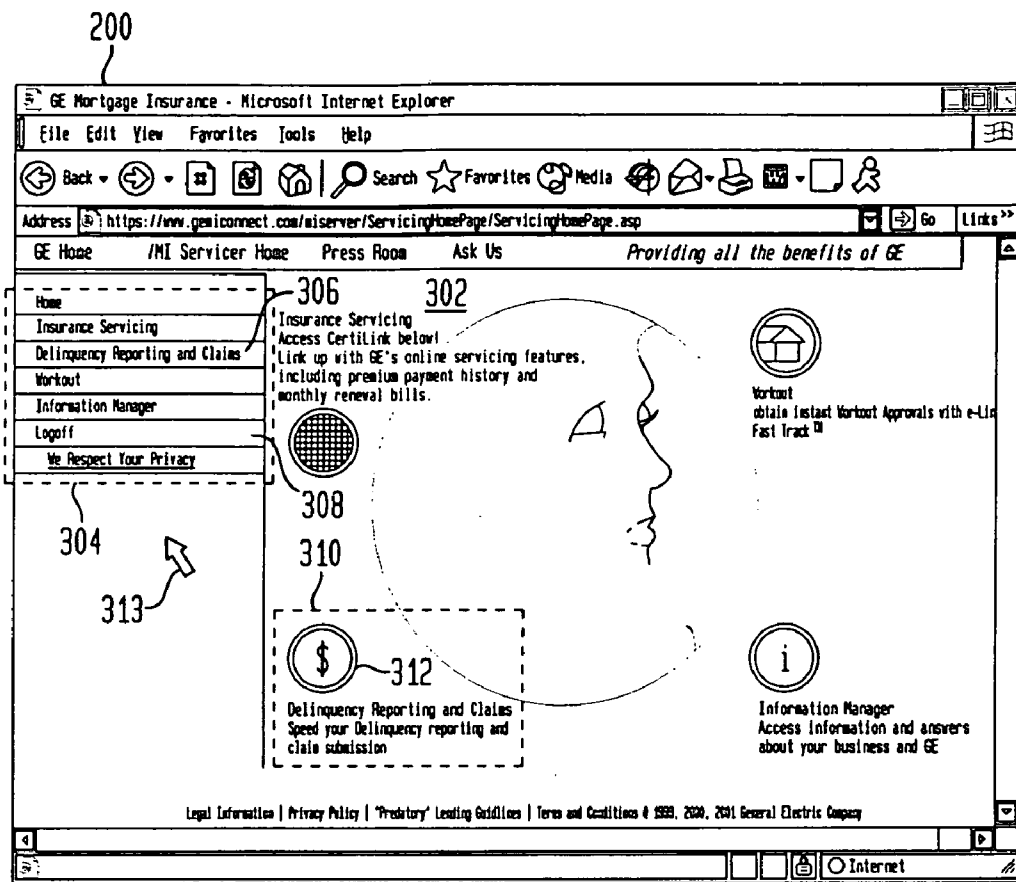 200
GE Mortgage Insurance - Microsoft Internet Explorer
File Edit View Favorites Tools Help
Back Search Favorites Media
Address https://www.gemiconnect.com/miserver/ServicingHomePage/ServicingHomePage.asp Go Links >>
GE Home /MI Servicer Home Press Room Ask Us Providing all the benefits of GE
Home
Insurance Servicing
Delinquency Reporting and Claims
Workout
Information Manager
Logoff
We Respect Your Privacy
304
306
308
313
302
Insurance Servicing
Access CertiLink below!
Link up with GE's online servicing features,
including premium payment history and
monthly renewal bills.
Workout
obtain instant Workout Approvals with e-Lin
Fast Track
310
$
312
Delinquency Reporting and Claims
Speed your Delinquency reporting and
claim submission
i
Information Manager
Access Information and answers
about your business and GE
Legal Information | Privacy Policy | "Predatory" Lending Guidlines | Terms and Conditions © 1999, 2000, 2001 General Electric Company
Internet